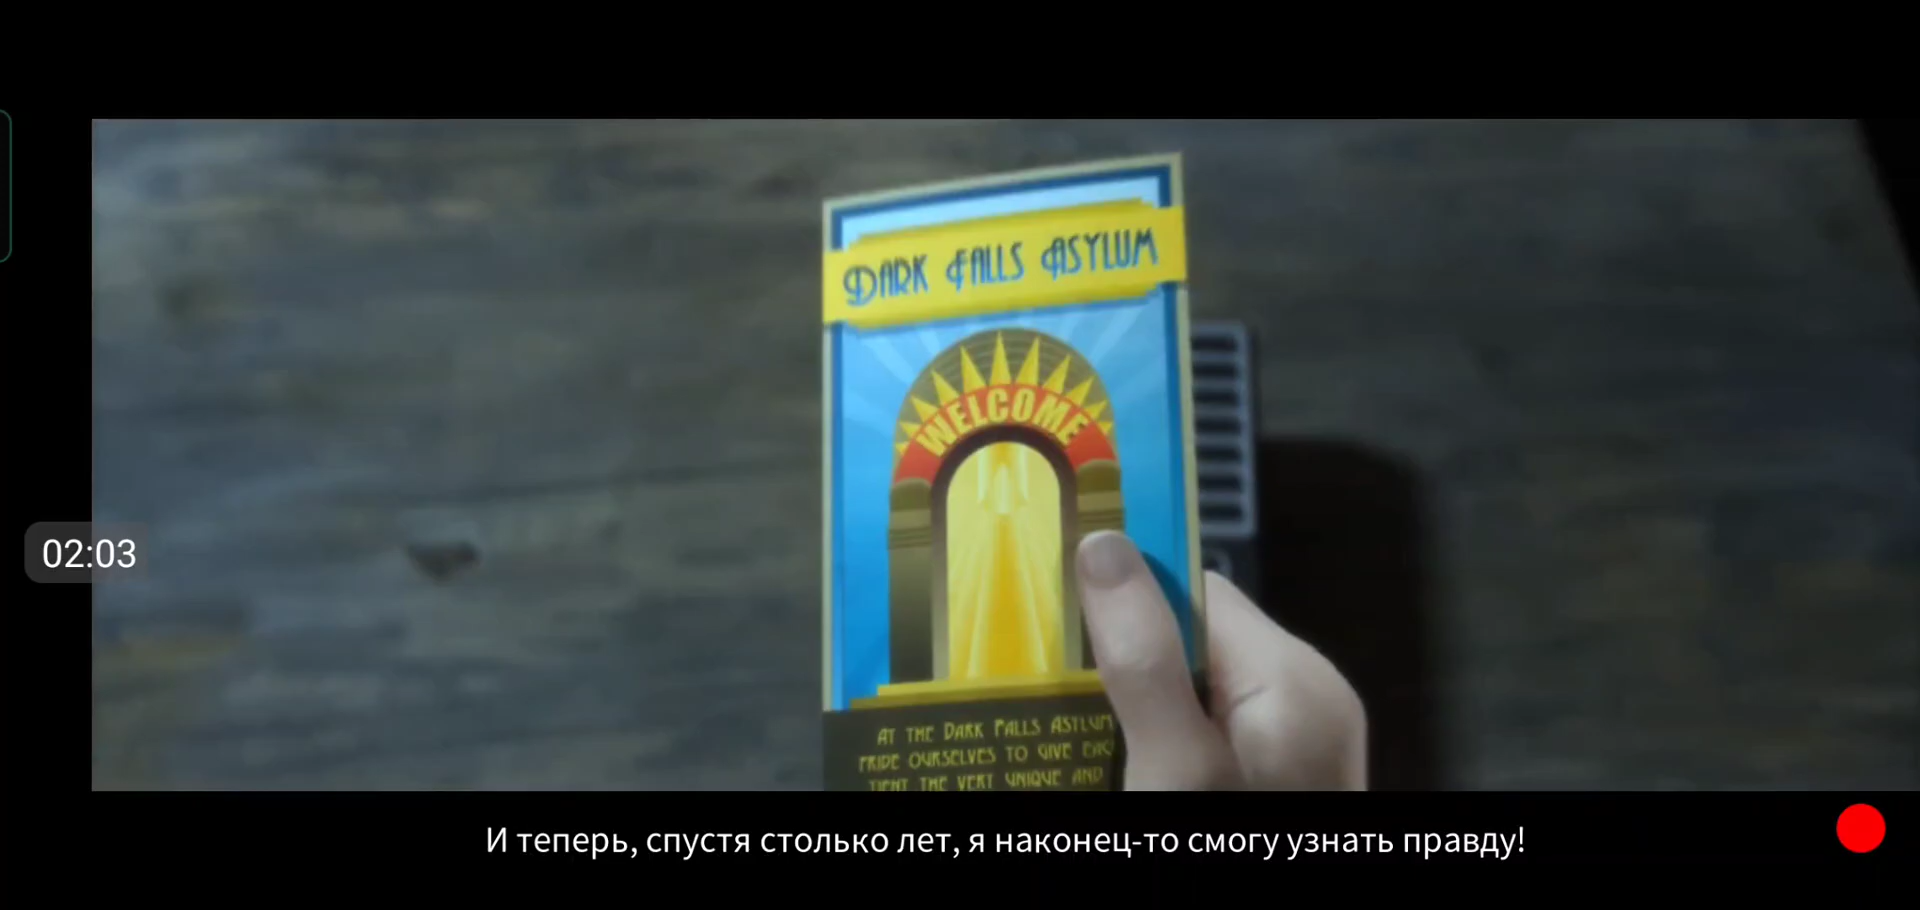 DARK FALLS ASYLUM
WELCOME
02:03
AT THE DARK FALLS ASYLUM
PRIDE OURSELVES TO GIVE
TIENT THE VERY UNIQUE AND
И теперь, спустя столько лет, я наконец-то смогу узнать правду!